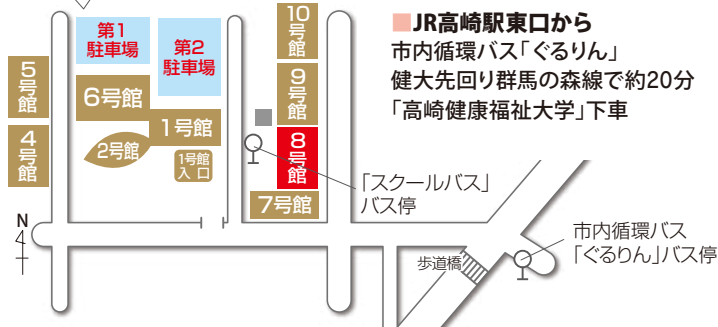 ■JR高崎駅東口から
市内循環バス「ぐるりん」
健大先回り群馬の森線で約20分
「高崎健康福祉大学」下車
第1
駐車場
第2
駐車場
10号館
9号館
8号館
7号館
5号館
4号館
6号館
1号館
2号館
1号館
入口
「スクールバス」
バス停
N
歩道橋
市内循環バス
「ぐるりん」バス停